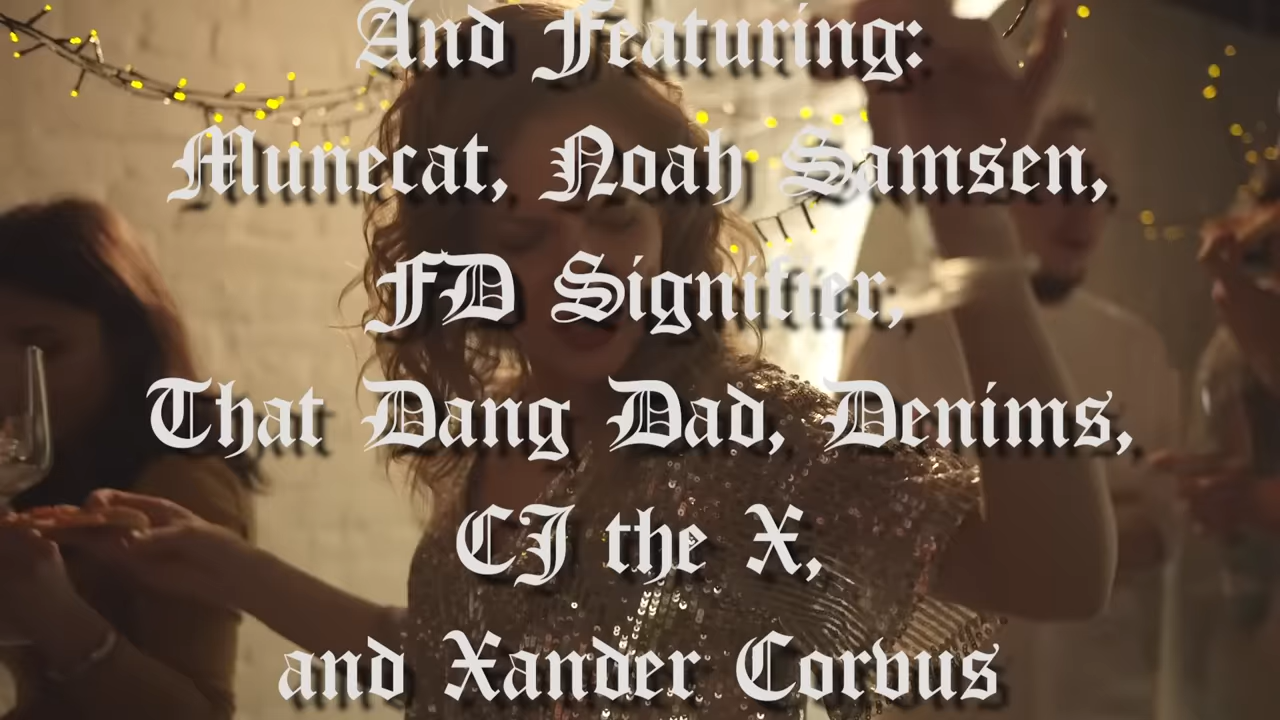 And Featuring:
Munecat, Noah Samsen,
FD Signifier,
That Dang Dad, Denims,
CJ the X,
and Xander Corvus